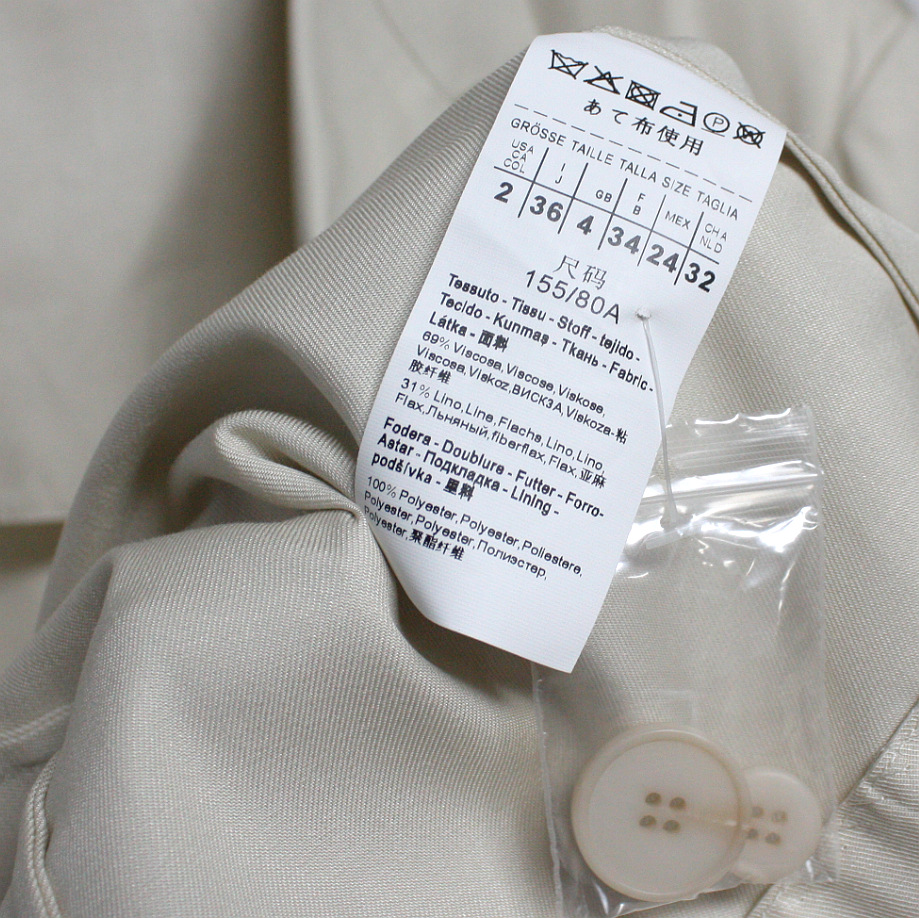 P
あて布使用
GRÖSSE TAILLE TALLA SIZE TAGLIA
USA CA COL I J GB F B MEX CH A NLD
2 36 4 34 24 32
尺码
155/80A
Tessuto - Tissu - Stoff - tejido -
Tecido - Kunmaş - Ткань - Fabric -
Látka - 面料
69% Viscosa,Viscose,Viskose,
Viscose,Viskoz,ВИСКЗА,Viskoza-粘
胶纤维
31% Lino,Line,Flachs,Lino,Lino,
Flax,Льняный,fiberflax,Flax,亚麻
Fodera - Doublure - Futter - Forro-
Astar - Подкладка - Lining -
podšívka - 里料
100% Polyester,Polyester,Poliestere,
Polyester,Polyester,Полиэстер,
Polyester,聚酯纤维